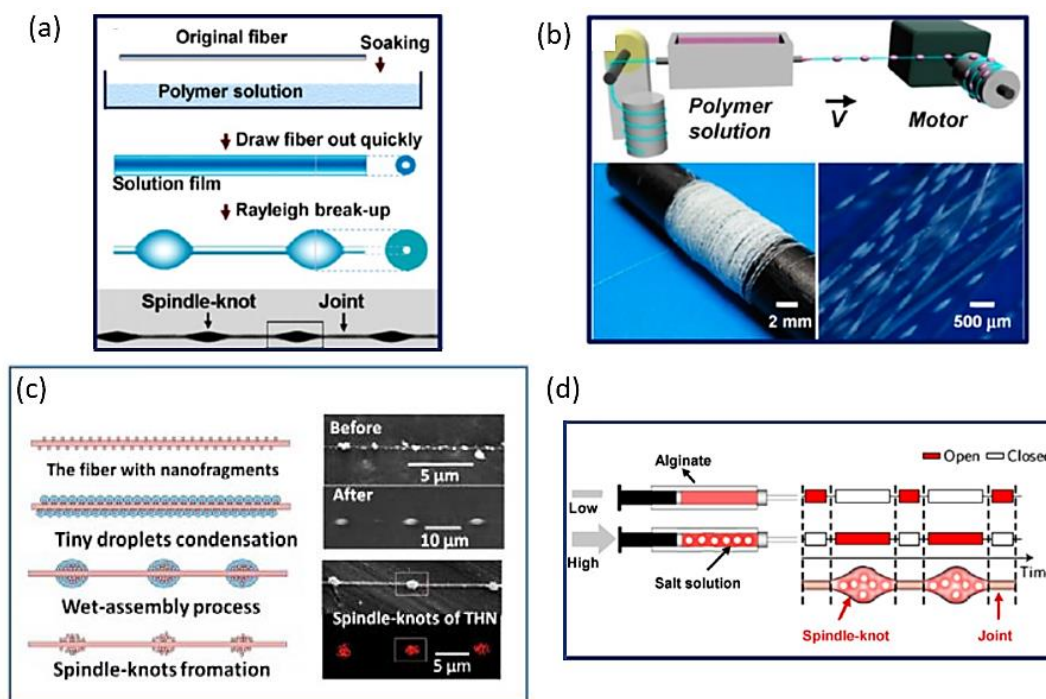 (a)
Original fiber
Soaking
Polymer solution
Draw fiber out quickly
Solution film
Rayleigh break-up
Spindle-knot
Joint
(b)
Polymer
solution
V
Motor
2 mm
500 μm
(c)
The fiber with nanofragments
Tiny droplets condensation
Wet-assembly process
Spindle-knots fromation
Before
5 μm
After
10 μm
Spindle-knots of THN
5 μm
(d)
Alginate
Open
Closed
Low
High
Salt solution
Time
Spindle-knot
Joint